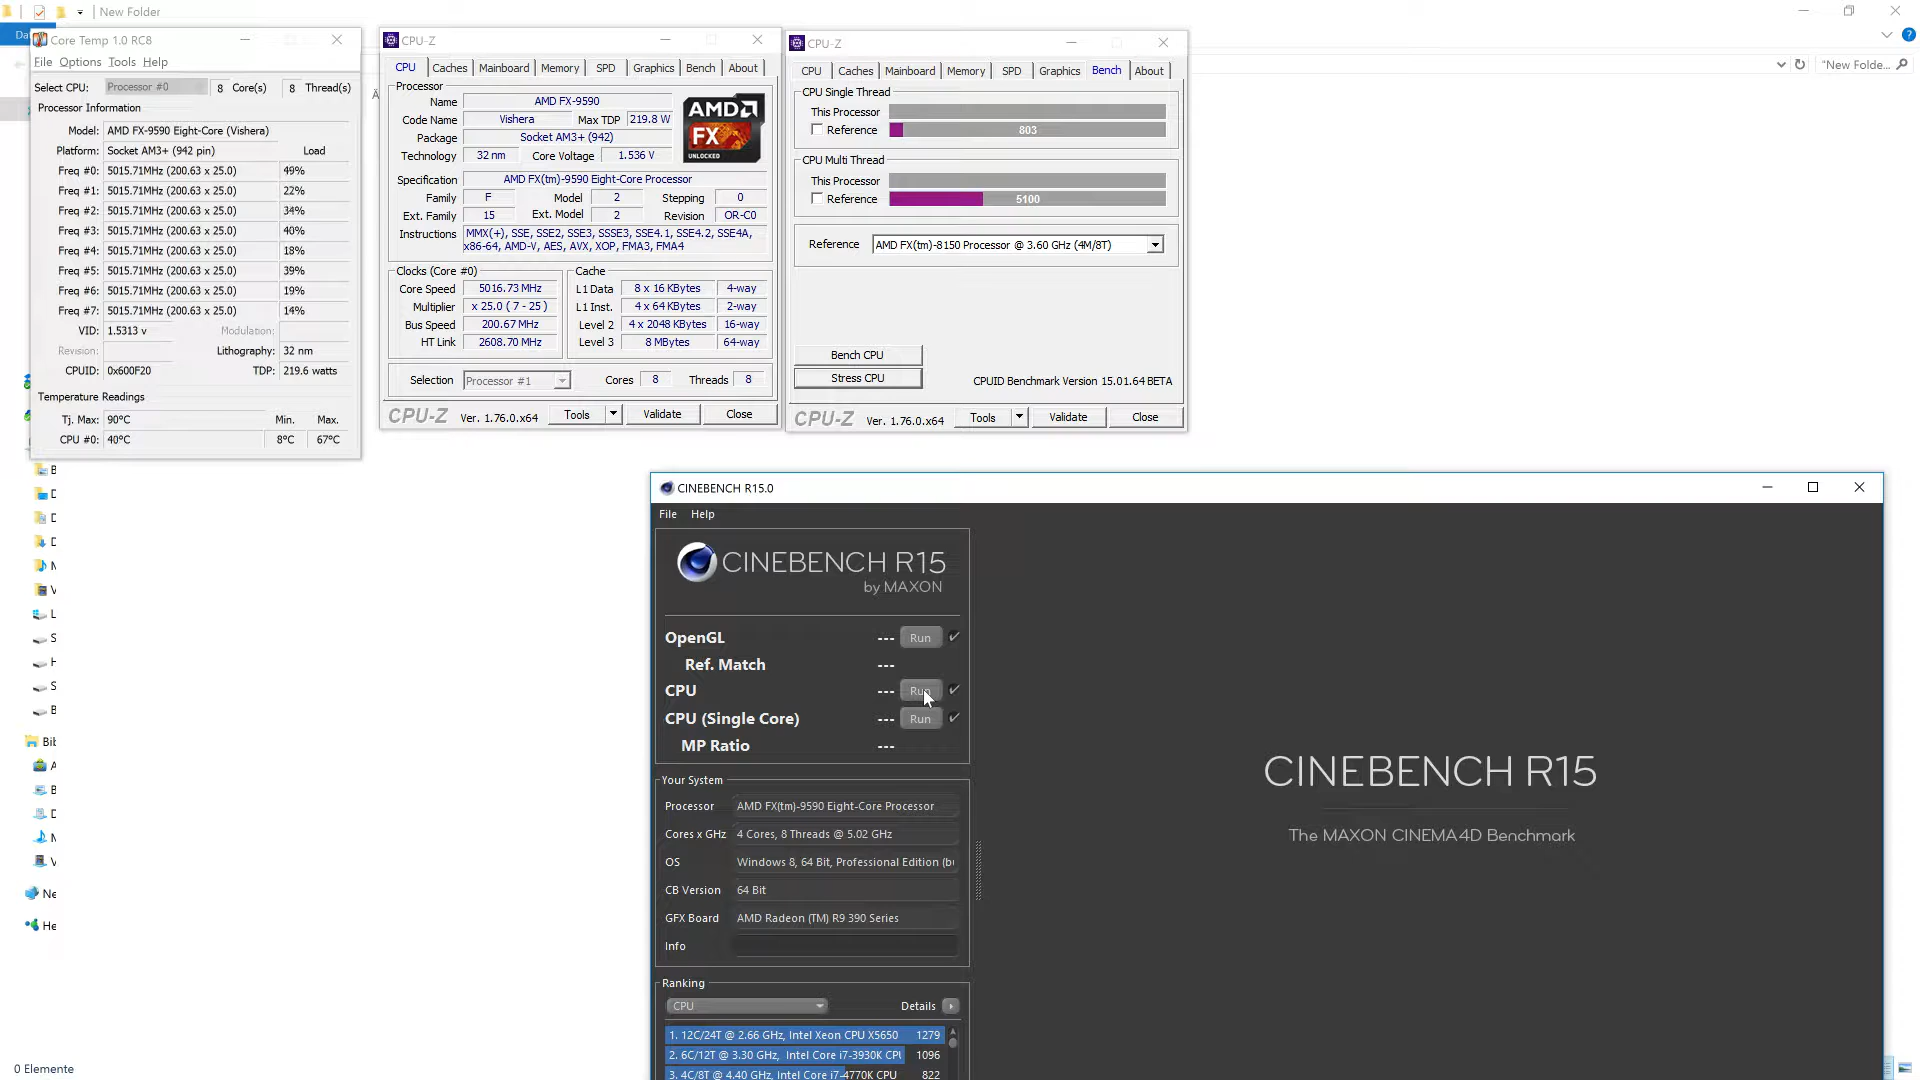 New Folder
Da
"New Folde...
Core Temp 1.0 RC8
File Options Tools Help
Select CPU: Processor #0 8 Core(s) 8 Thread(s)
Processor Information
Model: AMD FX-9590 Eight-Core (Vishera)
Platform: Socket AM3+ (942 pin) Load
Freq #0: 5015.71MHz (200.63 x 25.0) 49%
Freq #1: 5015.71MHz (200.63 x 25.0) 22%
Freq #2: 5015.71MHz (200.63 x 25.0) 34%
Freq #3: 5015.71MHz (200.63 x 25.0) 40%
Freq #4: 5015.71MHz (200.63 x 25.0) 18%
Freq #5: 5015.71MHz (200.63 x 25.0) 39%
Freq #6: 5015.71MHz (200.63 x 25.0) 19%
Freq #7: 5015.71MHz (200.63 x 25.0) 14%
VID: 1.5313 v Modulation:
Revision: Lithography: 32 nm
CPUID: 0x600F20 TDP: 219.6 watts
Temperature Readings
Tj. Max: 90°C Min. Max.
CPU #0: 40°C 8°C 67°C
Ä
CPU-Z
CPU Caches Mainboard Memory SPD Graphics Bench About
Processor
Name AMD FX-9590
Code Name Vishera Max TDP 219.8 W
Package Socket AM3+ (942)
Technology 32 nm Core Voltage 1.536 V
AMD
FX
UNLOCKED
Specification AMD FX(tm)-9590 Eight-Core Processor
Family F Model 2 Stepping 0
Ext. Family 15 Ext. Model 2 Revision OR-C0
Instructions MMX(+), SSE, SSE2, SSE3, SSSE3, SSE4.1, SSE4.2, SSE4A,
x86-64, AMD-V, AES, AVX, XOP, FMA3, FMA4
Clocks (Core #0)
Core Speed 5016.73 MHz
Multiplier x 25.0 ( 7 - 25 )
Bus Speed 200.67 MHz
HT Link 2608.70 MHz
Cache
L1 Data 8 x 16 KBytes 4-way
L1 Inst. 4 x 64 KBytes 2-way
Level 2 4 x 2048 KBytes 16-way
Level 3 8 MBytes 64-way
Selection Processor #1 Cores 8 Threads 8
CPU-Z Ver. 1.76.0.x64 Tools Validate Close
CPU-Z
CPU Caches Mainboard Memory SPD Graphics Bench About
CPU Single Thread
This Processor
Reference 803
CPU Multi Thread
This Processor
Reference 5100
Reference AMD FX(tm)-8150 Processor @ 3.60 GHz (4M/8T)
Bench CPU
Stress CPU
CPUID Benchmark Version 15.01.64 BETA
CPU-Z Ver. 1.76.0.x64 Tools Validate Close
B
D
D
D
M
V
L
S
H
S
B
Bib
A
B
D
M
V
Ne
He
0 Elemente
CINEBENCH R15.0
File Help
CINEBENCH R15
by MAXON
OpenGL --- Run
Ref. Match ---
CPU --- Run
CPU (Single Core) --- Run
MP Ratio ---
Your System
Processor AMD FX(tm)-9590 Eight-Core Processor
Cores x GHz 4 Cores, 8 Threads @ 5.02 GHz
OS Windows 8, 64 Bit, Professional Edition (b
CB Version 64 Bit
GFX Board AMD Radeon (TM) R9 390 Series
Info
Ranking
CPU Details
1. 12C/24T @ 2.66 GHz, Intel Xeon CPU X5650 1279
2. 6C/12T @ 3.30 GHz, Intel Core i7-3930K CPU 1096
3. 4C/8T @ 4.40 GHz, Intel Core i7-4770K CPU 822
CINEBENCH R15
The MAXON CINEMA4D Benchmark